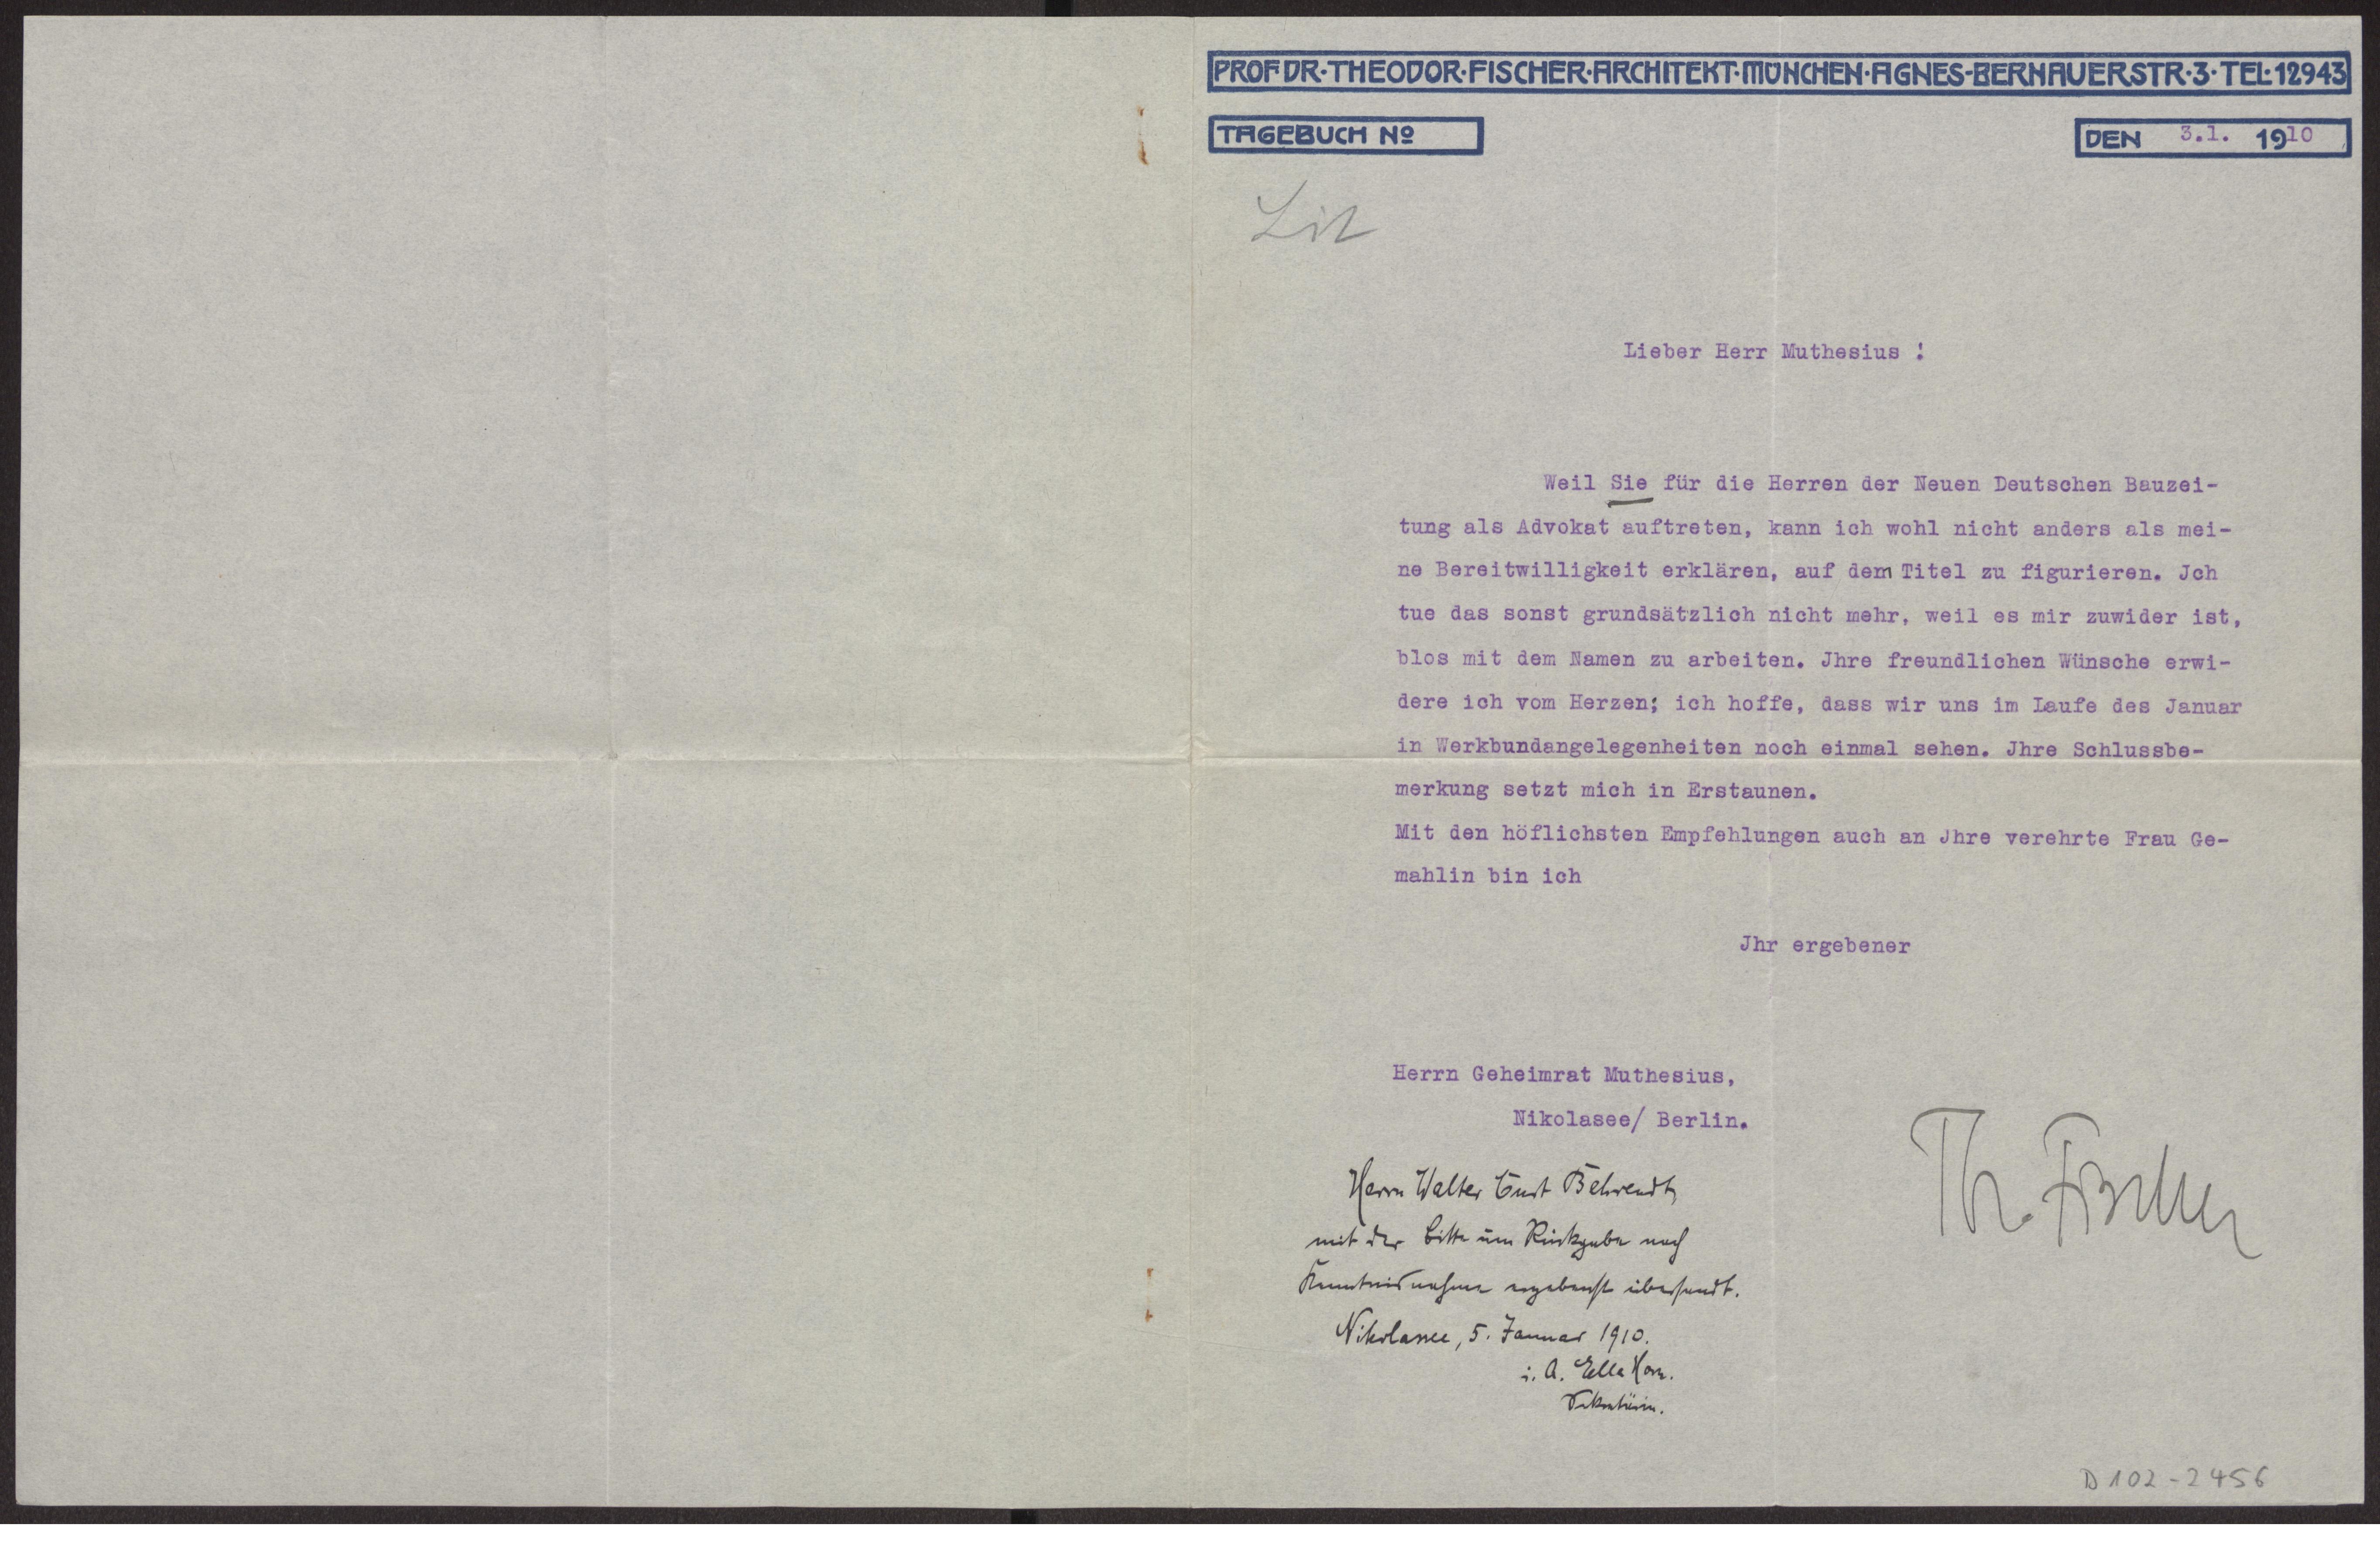 PROF DR·THEODOR·FISCHER·ARCHITEKT·MÜNCHEN·AGNES-BERNAUERSTR·3·TEL·12943
TAGEBUCH Nº
DEN 3.1. 1910
Lit
Lieber Herr Muthesius !
Weil Sie für die Herren der Neuen Deutschen Bauzei-
tung als Advokat auftreten, kann ich wohl nicht anders als mei-
ne Bereitwilligkeit erklären, auf dem Titel zu figurieren. Jch
tue das sonst grundsätzlich nicht mehr, weil es mir zuwider ist,
blos mit dem Namen zu arbeiten. Jhre freundlichen Wünsche erwi-
dere ich vom Herzen; ich hoffe, dass wir uns im Laufe des Januar
in Werkbundangelegenheiten noch einmal sehen. Jhre Schlussbe-
merkung setzt mich in Erstaunen.
Mit den höflichsten Empfehlungen auch an Jhre verehrte Frau Ge-
mahlin bin ich
Jhr ergebener
Herrn Geheimrat Muthesius,
Nikolasee/ Berlin.
Th. Fischer
Herrn Walter Curt Behrendt,
mit der Bitte um Rückgabe nach
Kenntnisnahme ergebenst übersandt.
Nikolassee, 5. Januar 1910.
i. A. Ella Horn.
Sekretärin.
D 102-2456